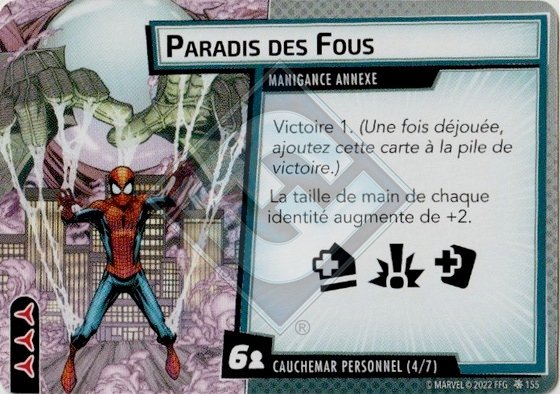 PARADIS DES FOUS
MANIGANCE ANNEXE
Victoire 1. (Une fois déjouée,
ajoutez cette carte à la pile de
victoire.)
La taille de main de chaque
identité augmente de +2.
®
6
CAUCHEMAR PERSONNEL (4/7)
© MARVEL © 2022 FFG 155